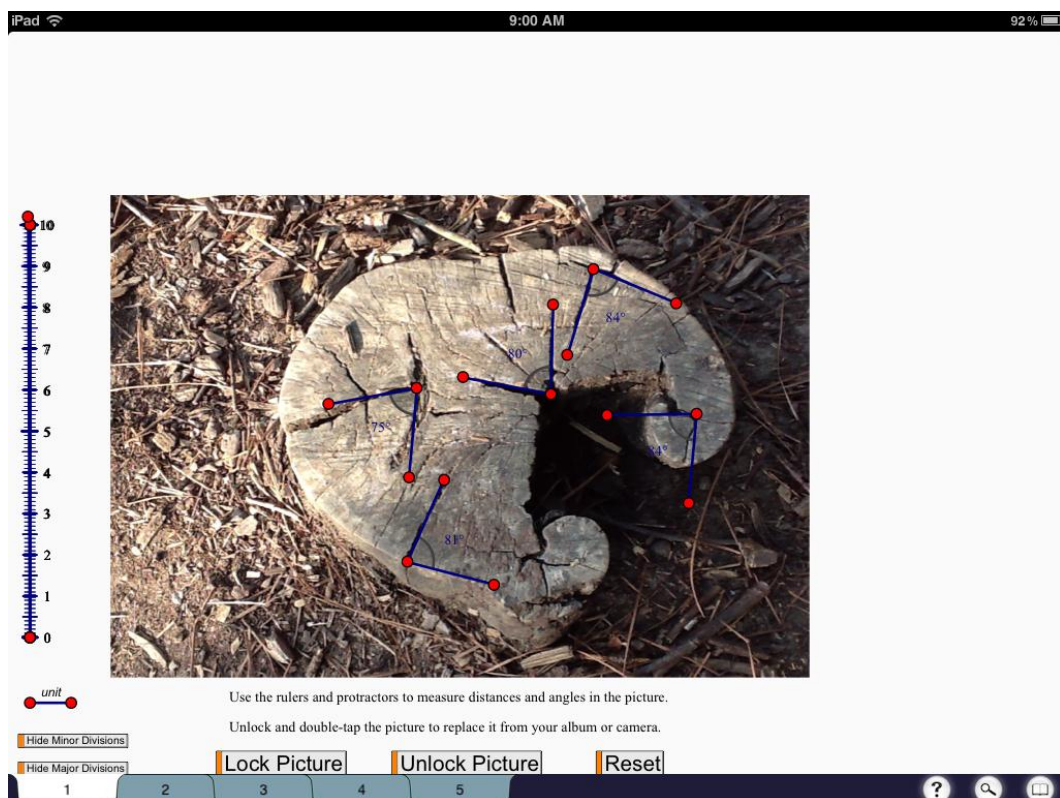 iPad
9:00 AM
92%
10
9
8
7
6
5
4
3
2
1
0
84°
80°
75°
84°
81°
unit
Use the rulers and protractors to measure distances and angles in the picture.
Unlock and double-tap the picture to replace it from your album or camera.
Hide Minor Divisions
Hide Major Divisions
Lock Picture
Unlock Picture
Reset
1
2
3
4
5
?